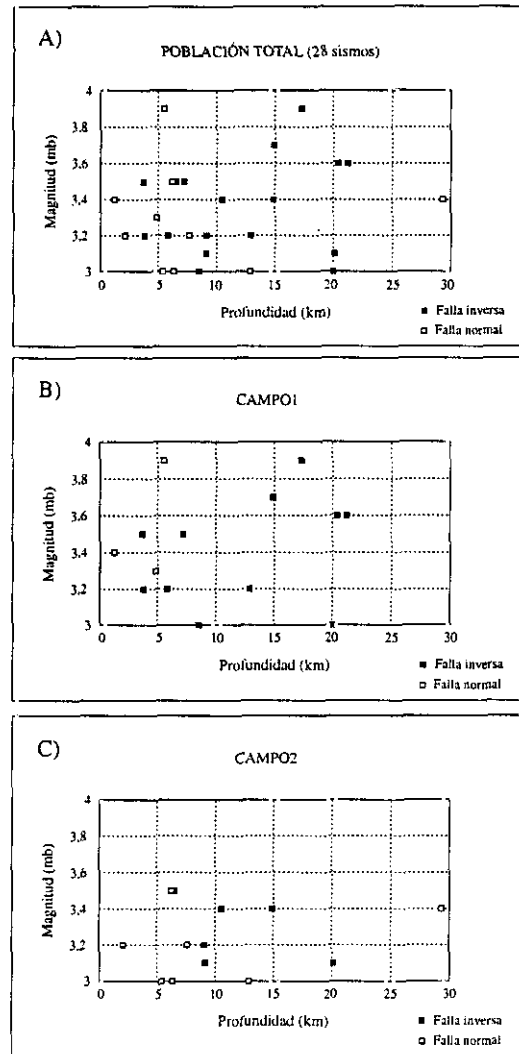 A)
POBLACIÓN TOTAL (28 sismos)
4
3,8
3,6
3,4
3,2
3
Magnitud (mb)
0 5 10 15 20 25 30
Profundidad (km)
Falla inversa
Falla normal
B)
CAMPO1
4
3,8
3,6
3,4
3,2
3
Magnitud (mb)
0 5 10 15 20 25 30
Profundidad (km)
Falla inversa
Falla normal
C)
CAMPO2
4
3,8
3,6
3,4
3,2
3
Magnitud (mb)
0 5 10 15 20 25 30
Profundidad (km)
Falla inversa
Falla normal